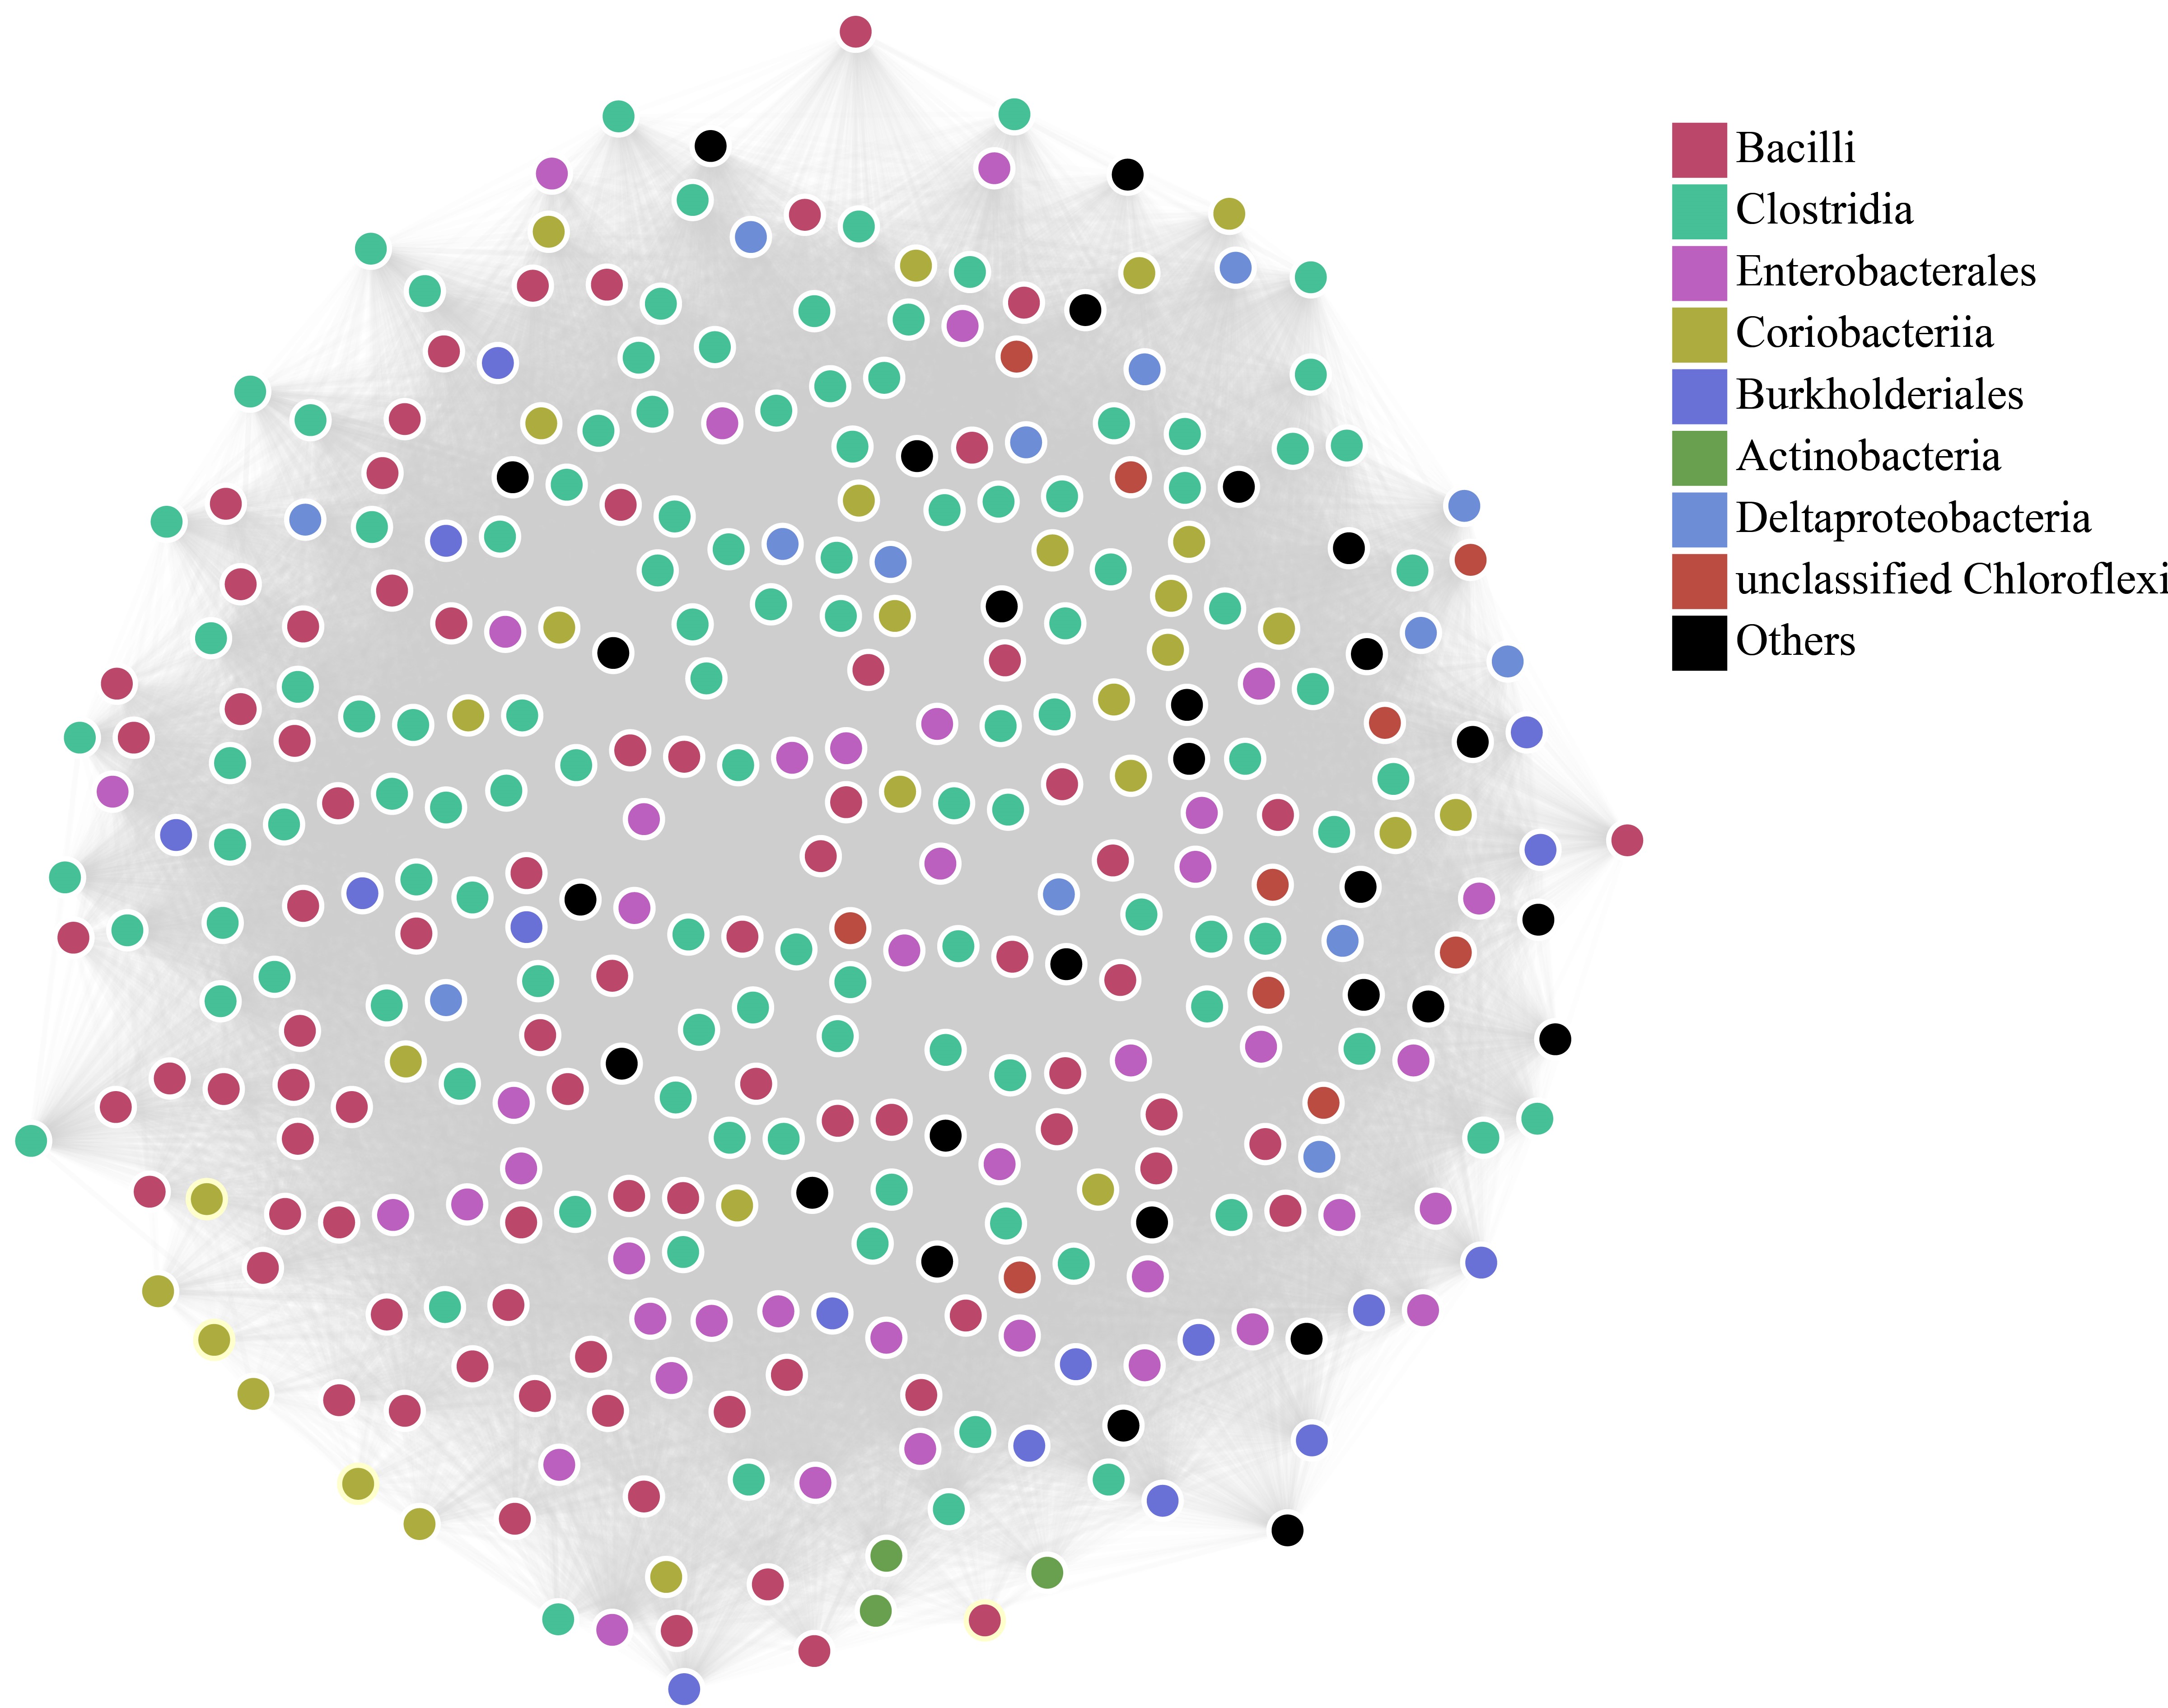 Bacilli
Clostridia
Enterobacterales
Coriobacteriia
Burkholderiales
Actinobacteria
Deltaproteobacteria
unclassified Chloroflexi
Others